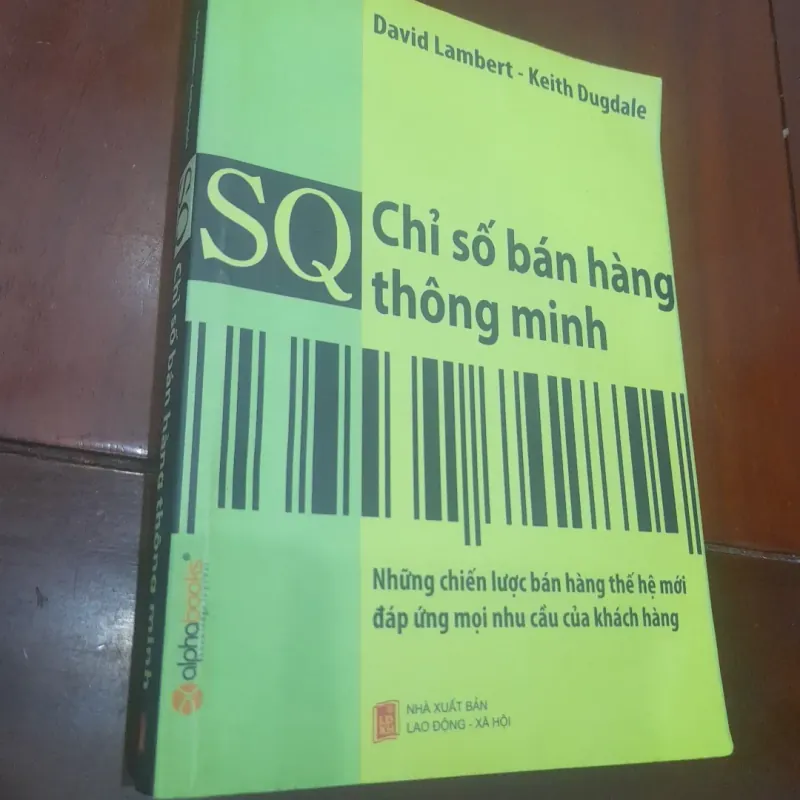 David Lambert - Keith Dugdale
SQ
Chỉ số bán hàng
thông minh
Những chiến lược bán hàng thế hệ mới
đáp ứng mọi nhu cầu của khách hàng
alphabooks
NHÀ XUẤT BẢN
LAO ĐỘNG - XÃ HỘI
SQ Chỉ số bán hàng thông minh